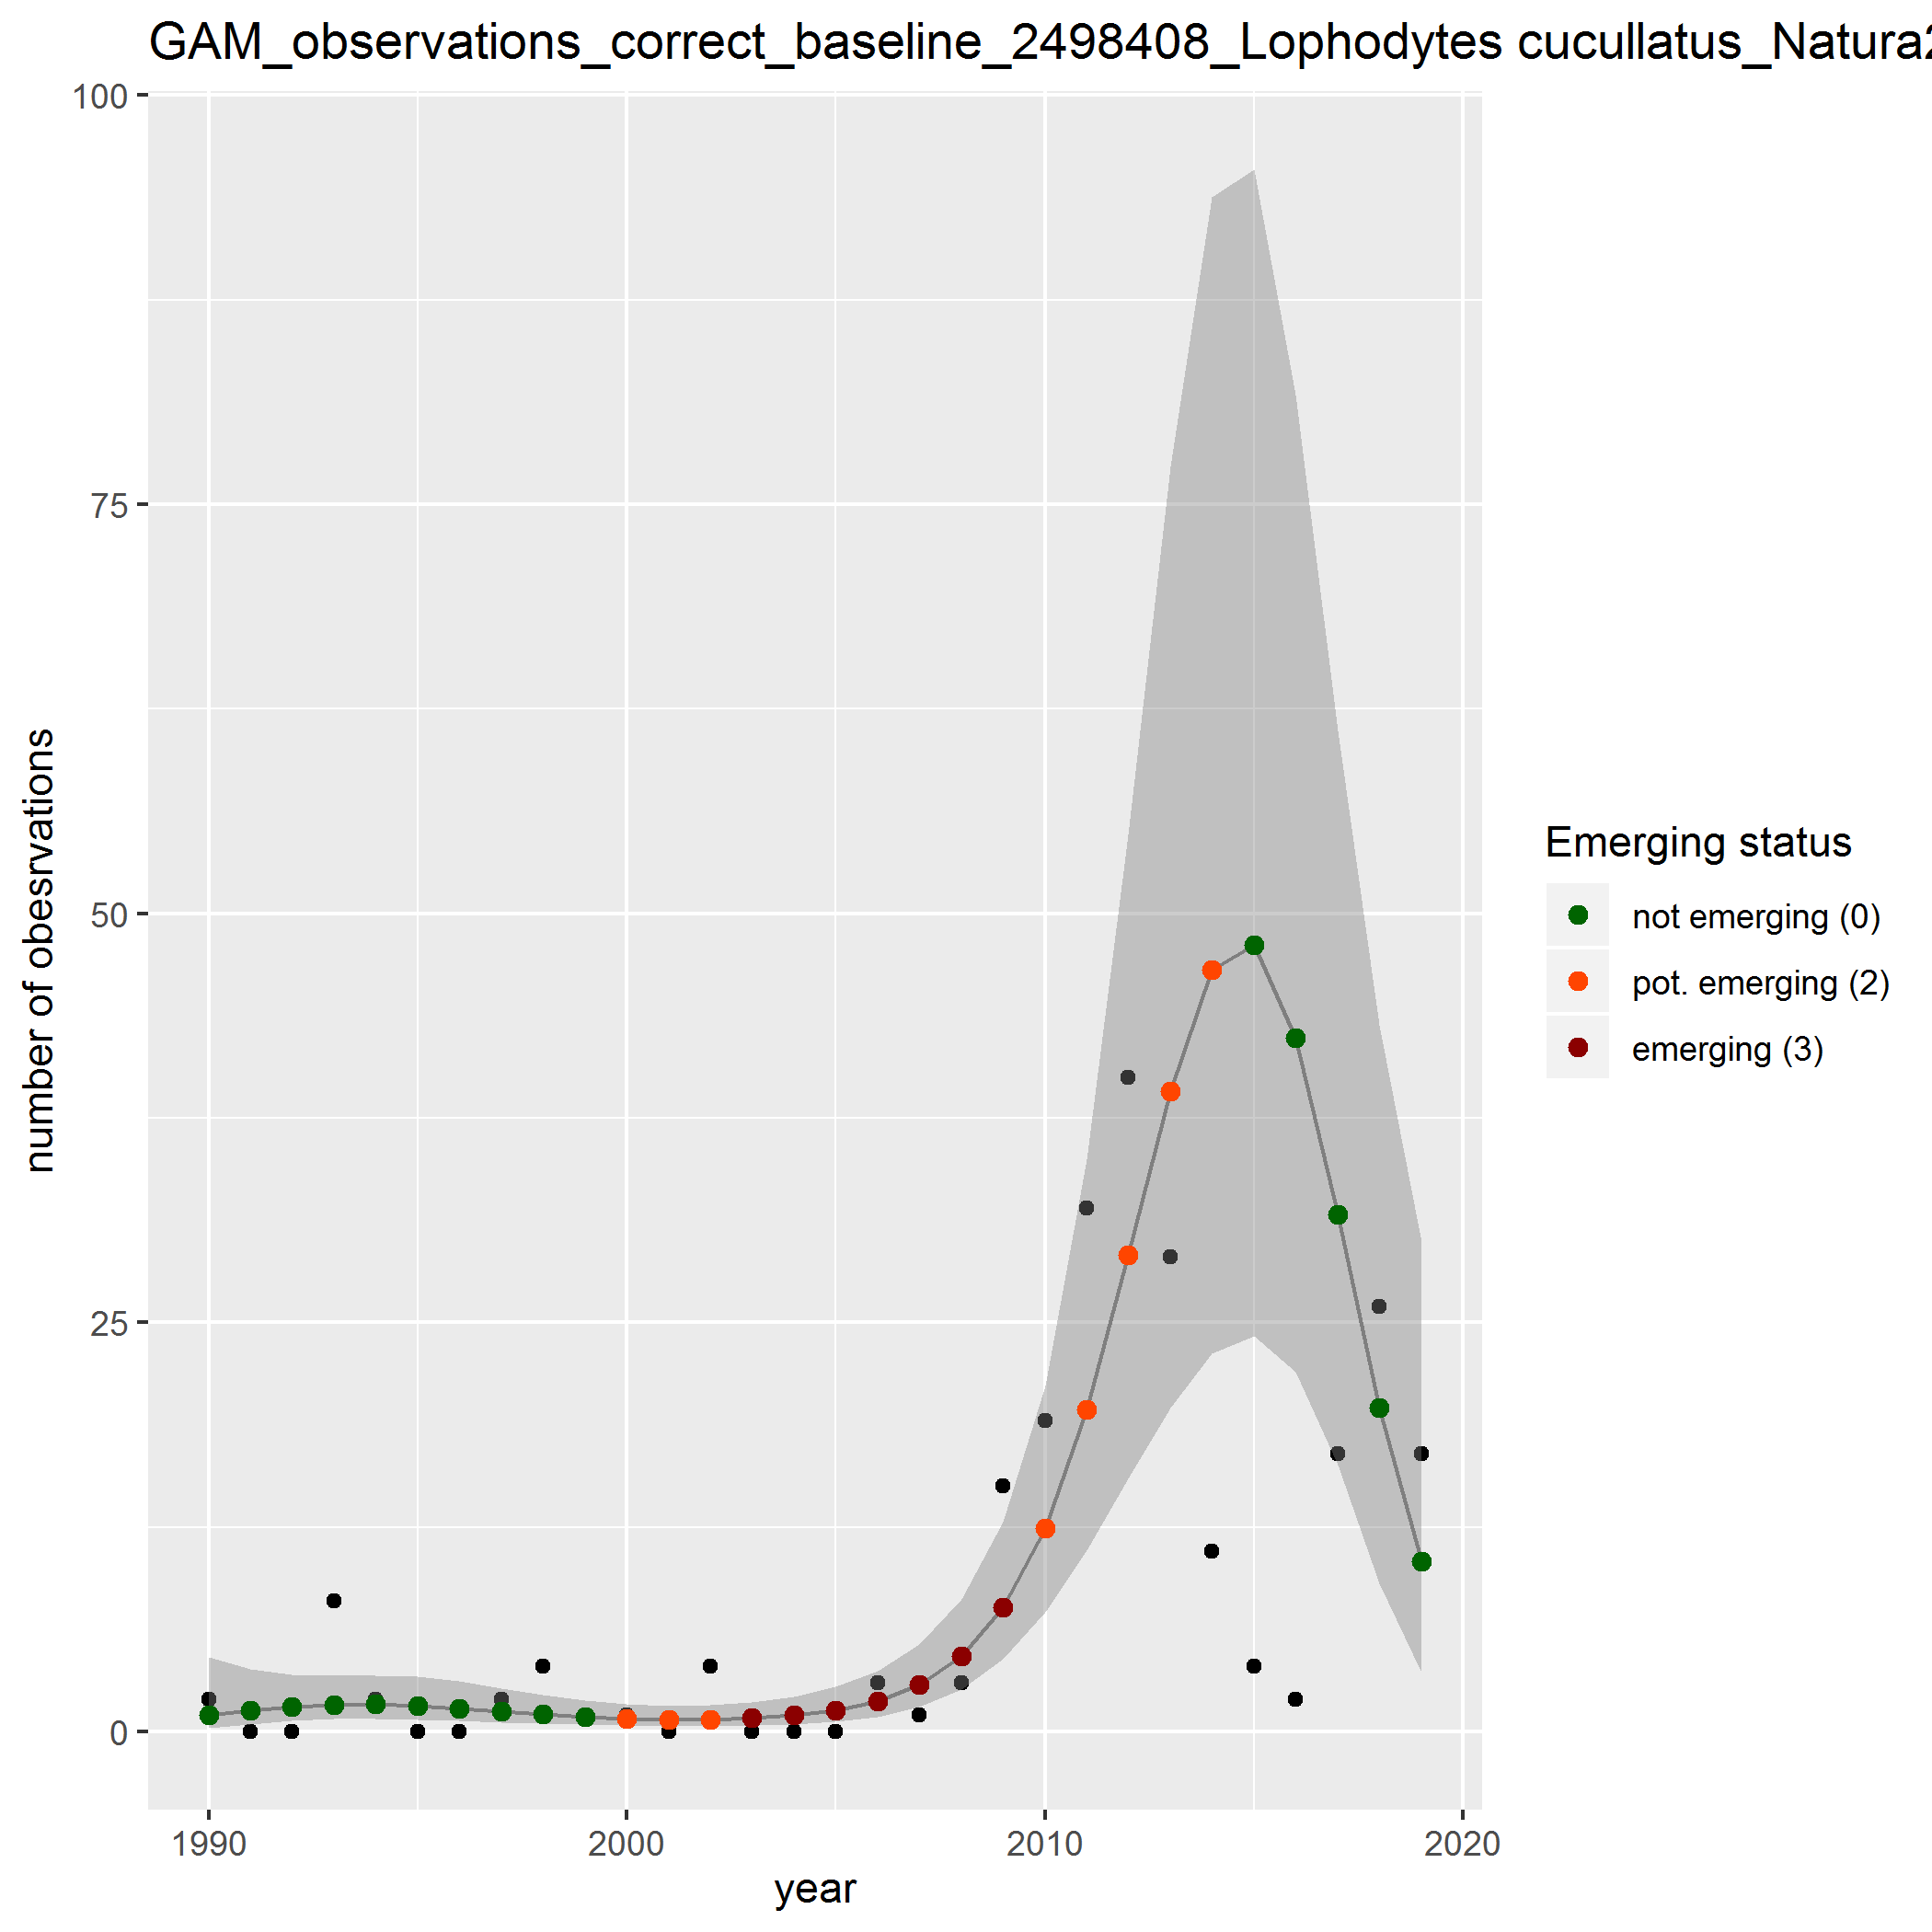 GAM_observations_correct_baseline_2498408_Lophodytes cucullatus_Natura2
100
75
50
25
0
number of obesrvations
1990 2000 2010 2020
year
Emerging status
not emerging (0)
pot. emerging (2)
emerging (3)